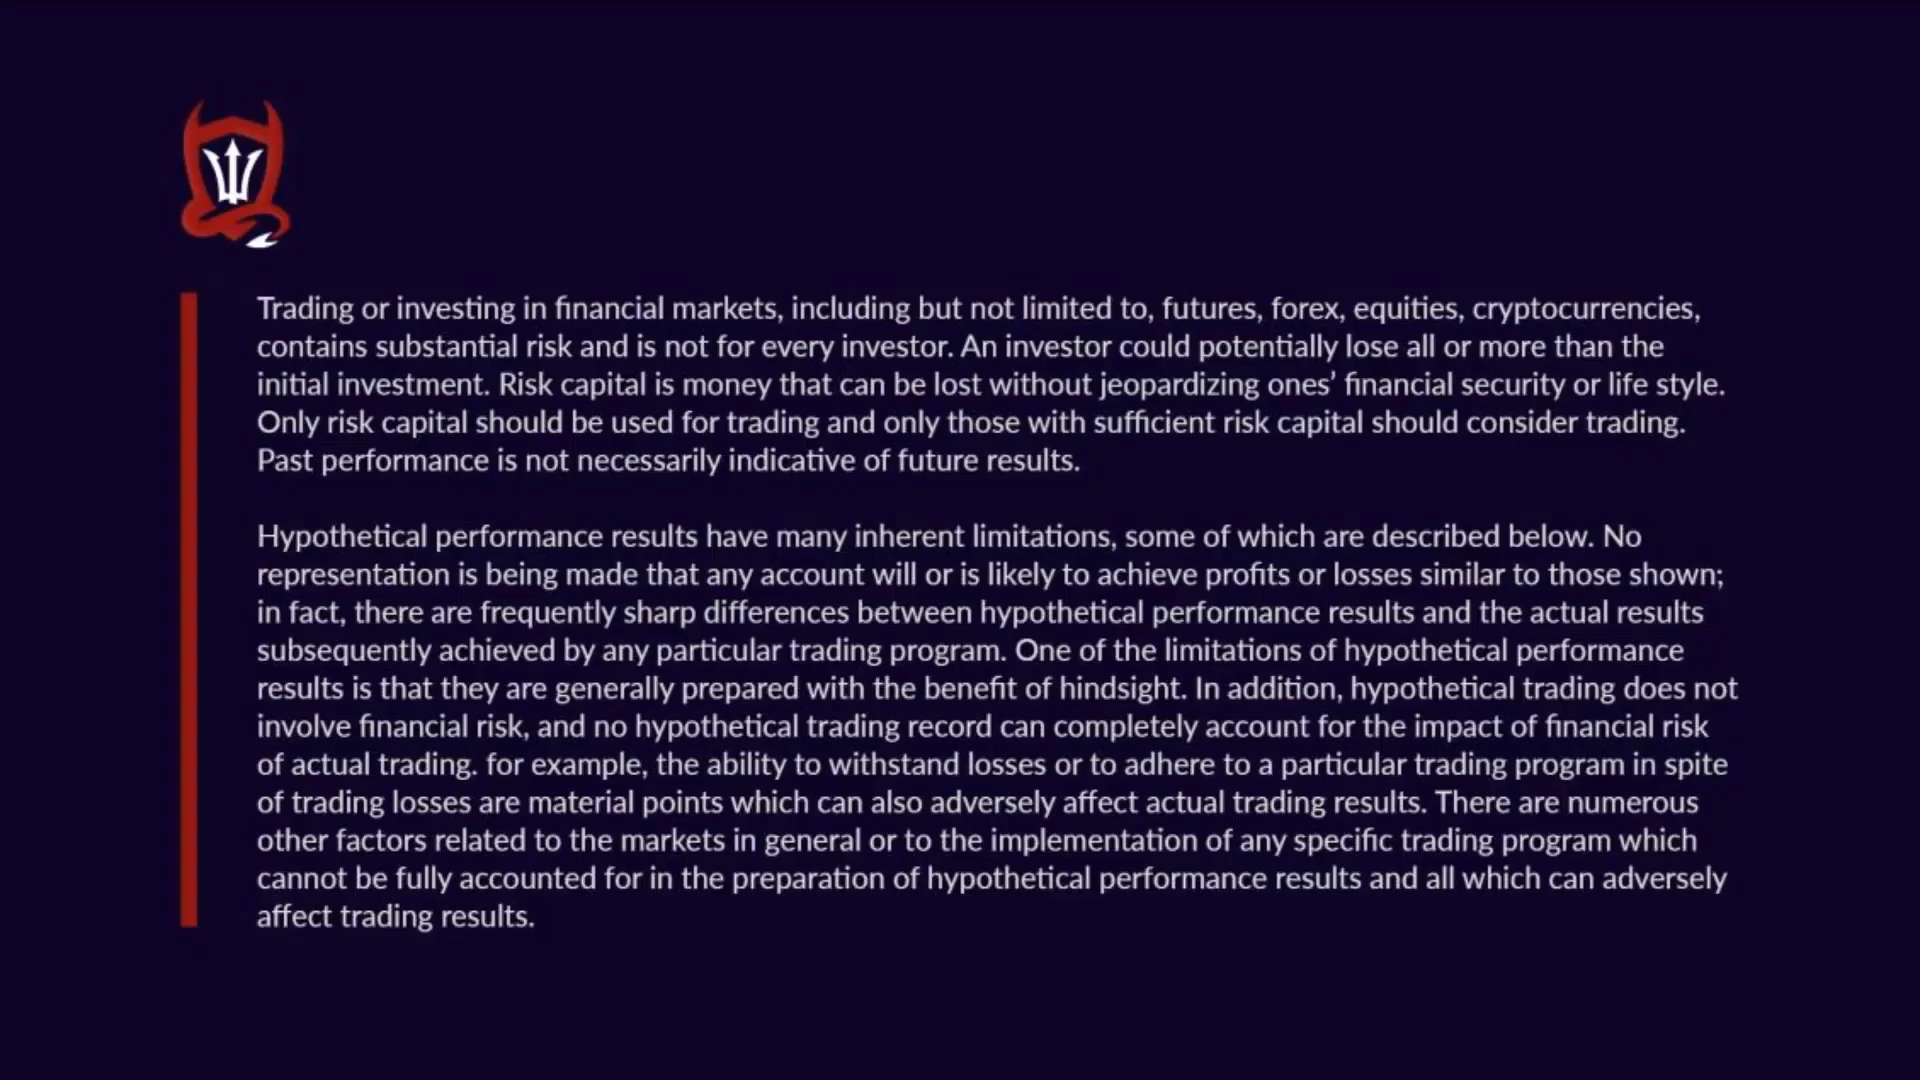 Trading or investing in financial markets, including but not limited to, futures, forex, equities, cryptocurrencies,
contains substantial risk and is not for every investor. An investor could potentially lose all or more than the
initial investment. Risk capital is money that can be lost without jeopardizing ones’ financial security or life style.
Only risk capital should be used for trading and only those with sufficient risk capital should consider trading.
Past performance is not necessarily indicative of future results.
Hypothetical performance results have many inherent limitations, some of which are described below. No
representation is being made that any account will or is likely to achieve profits or losses similar to those shown;
in fact, there are frequently sharp differences between hypothetical performance results and the actual results
subsequently achieved by any particular trading program. One of the limitations of hypothetical performance
results is that they are generally prepared with the benefit of hindsight. In addition, hypothetical trading does not
involve financial risk, and no hypothetical trading record can completely account for the impact of financial risk
of actual trading. for example, the ability to withstand losses or to adhere to a particular trading program in spite
of trading losses are material points which can also adversely affect actual trading results. There are numerous
other factors related to the markets in general or to the implementation of any specific trading program which
cannot be fully accounted for in the preparation of hypothetical performance results and all which can adversely
affect trading results.